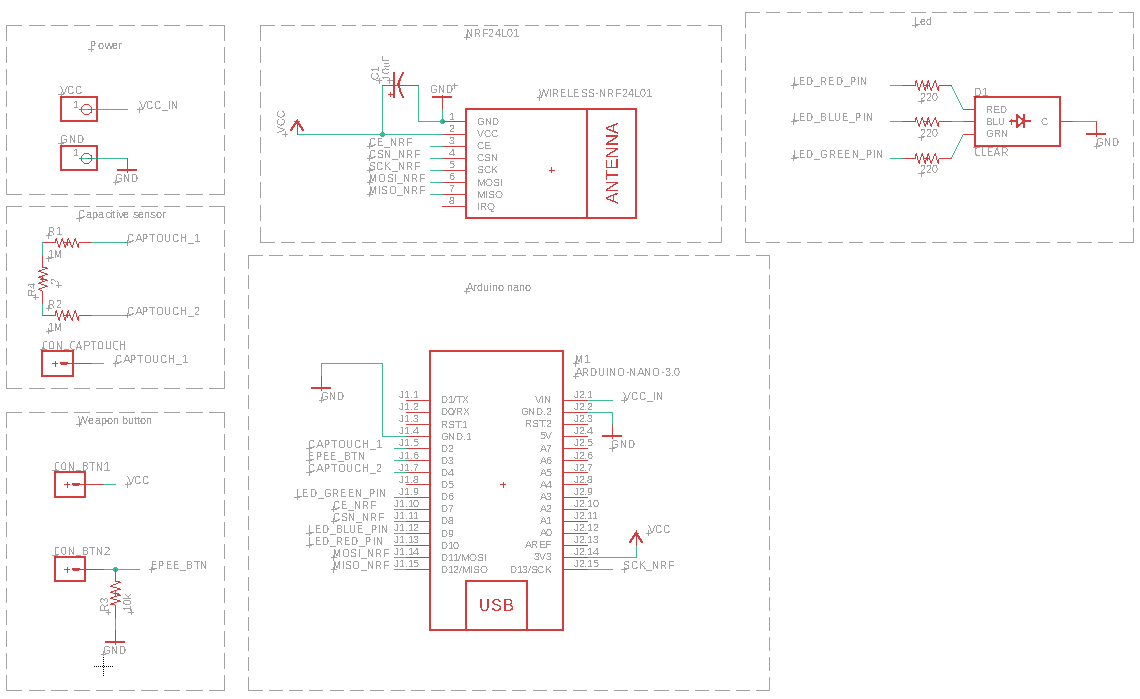 Power
VCC
1
VCC_IN
GND
1
GND
Capacitive sensor
R1
CAPTOUCH_1
1M
R4
?
R2
CAPTOUCH_2
1M
CON_CAPTOUCH
CAPTOUCH_1
Weapon button
CON_BTN1
VCC
CON_BTN2
EPEE_BTN
R3
10k
GND
NRF24L01
C1
10uF
GND
WIRELESS-NRF24L01
VCC
1 GND
2 VCC
CE_NRF 3 CE
CSN_NRF 4 CSN
SCK_NRF 5 SCK
MOSI_NRF 6 MOSI
MISO_NRF 7 MISO
8 IRQ
ANTENNA
Led
LED_RED_PIN
220
LED_BLUE_PIN
220
LED_GREEN_PIN
220
D1
RED
BLU C
GRN
CLEAR
GND
Arduino nano
M1
ARDUINO-NANO-3.0
GND
J1.1 D1/TX VIN J2.1 VCC_IN
J1.2 D0/RX GND.2 J2.2
J1.3 RST.1 RST.2 J2.3
J1.4 GND.1 5V J2.4
GND
CAPTOUCH_1 J1.5 D2 A7 J2.5
EPEE_BTN J1.6 D3 A6 J2.6
CAPTOUCH_2 J1.7 D4 A5 J2.7
J1.8 D5 A4 J2.8
LED_GREEN_PIN J1.9 D6 A3 J2.9
CE_NRF J1.10 D7 A2 J2.10
CSN_NRF J1.11 D8 A1 J2.11
LED_BLUE_PIN J1.12 D9 A0 J2.12
VCC
LED_RED_PIN J1.13 D10 AREF J2.13
MOSI_NRF J1.14 D11/MOSI 3V3 J2.14
MISO_NRF J1.15 D12/MISO D13/SCK J2.15 SCK_NRF
USB